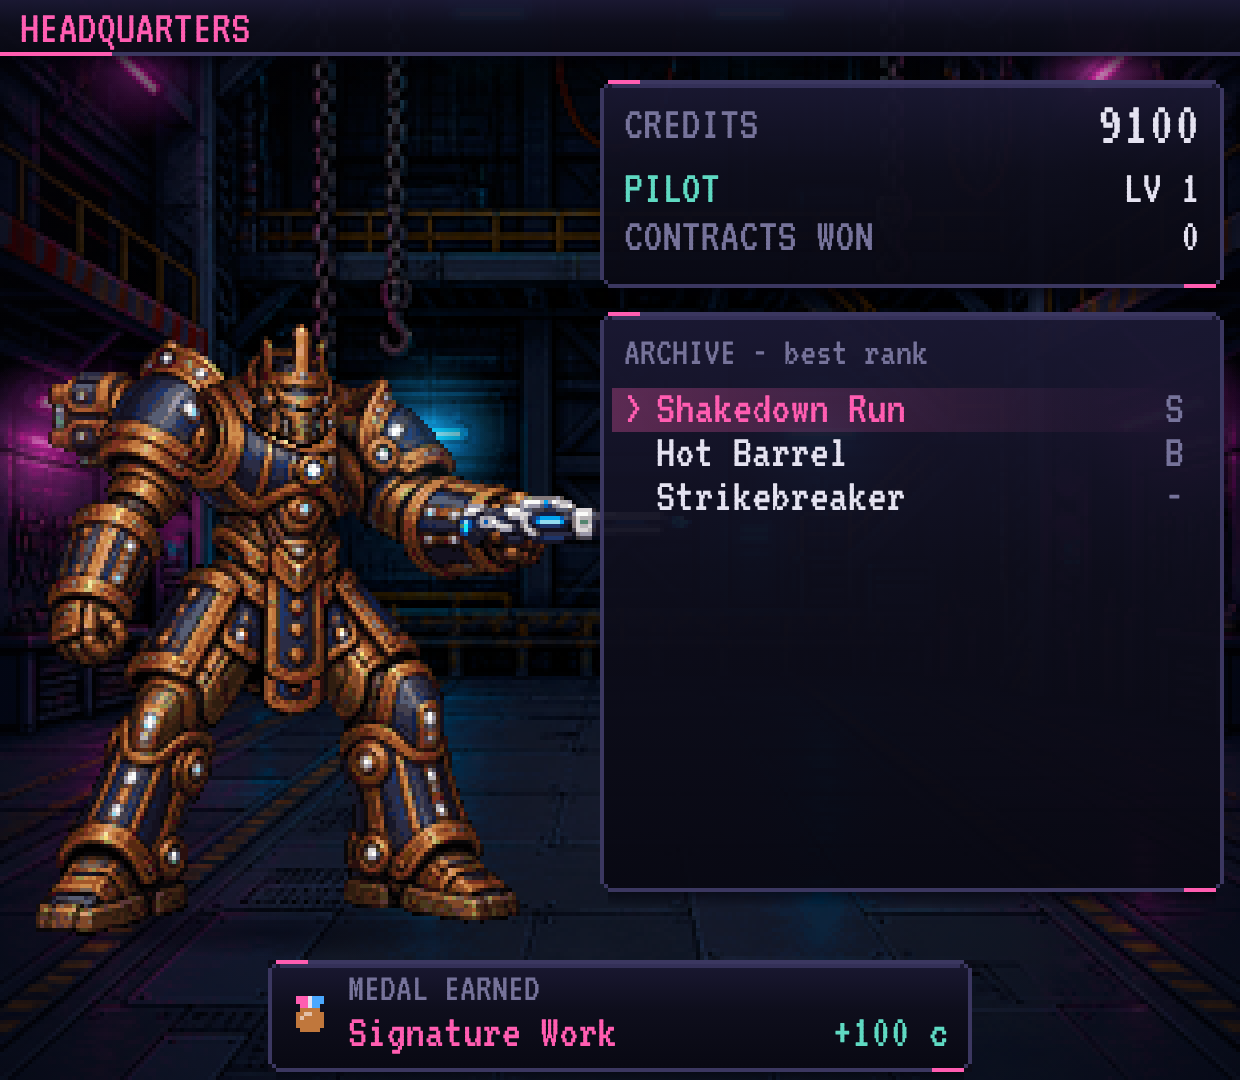 HEADQUARTERS
CREDITS 9100
PILOT LV 1
CONTRACTS WON 0
ARCHIVE - best rank
> Shakedown Run S
Hot Barrel B
Strikebreaker -
MEDAL EARNED
Signature Work +100 c